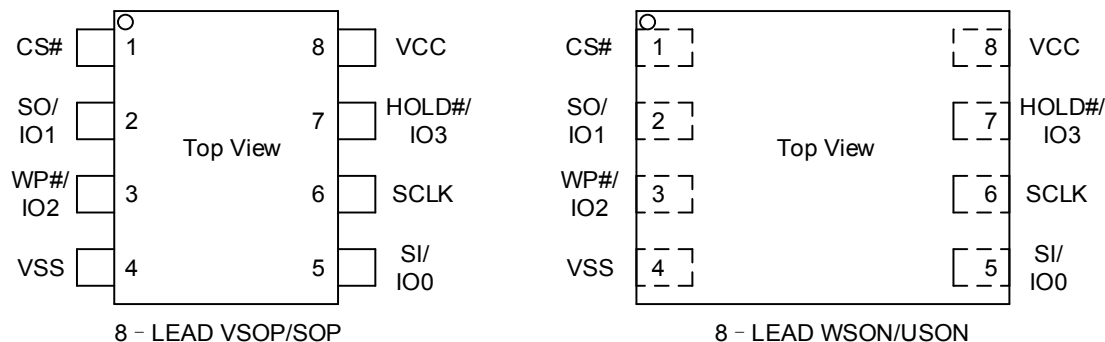 CS#
1
8
VCC
SO/
IO1
2
7
HOLD#/
IO3
Top View
WP#/
IO2
3
6
SCLK
VSS
4
5
SI/
IO0
8 – LEAD VSOP/SOP
CS#
1
8
VCC
SO/
IO1
2
7
HOLD#/
IO3
Top View
WP#/
IO2
3
6
SCLK
VSS
4
5
SI/
IO0
8 – LEAD WSON/USON